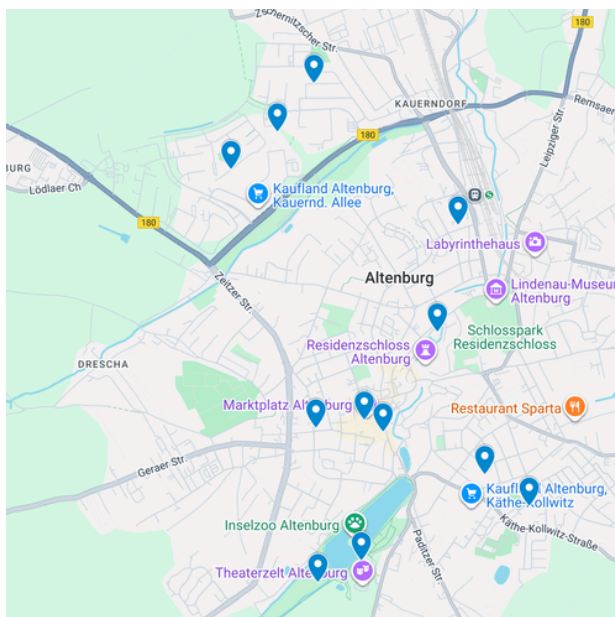 Zschernitzscher Str.
180
KAUERNDORF
Remsaer
Leipziger Str.
180
BURG
Lödlaer Ch
Kaufland Altenburg,
Kauernd. Allee
180
Labyrinthehaus
Zeitzer Str.
Altenburg
Lindenau-Museu
Altenburg
Schlosspark
Residenzschloss
Residenzschloss
Altenburg
DRESCHA
Marktplatz Altenburg
Restaurant Sparta
Geraer Str.
Kaufland Altenburg,
Käthe-Kollwitz
Inselzoo Altenburg
Käthe-Kollwitz-Straße
Paditzer Str.
Theaterzelt Altenburg